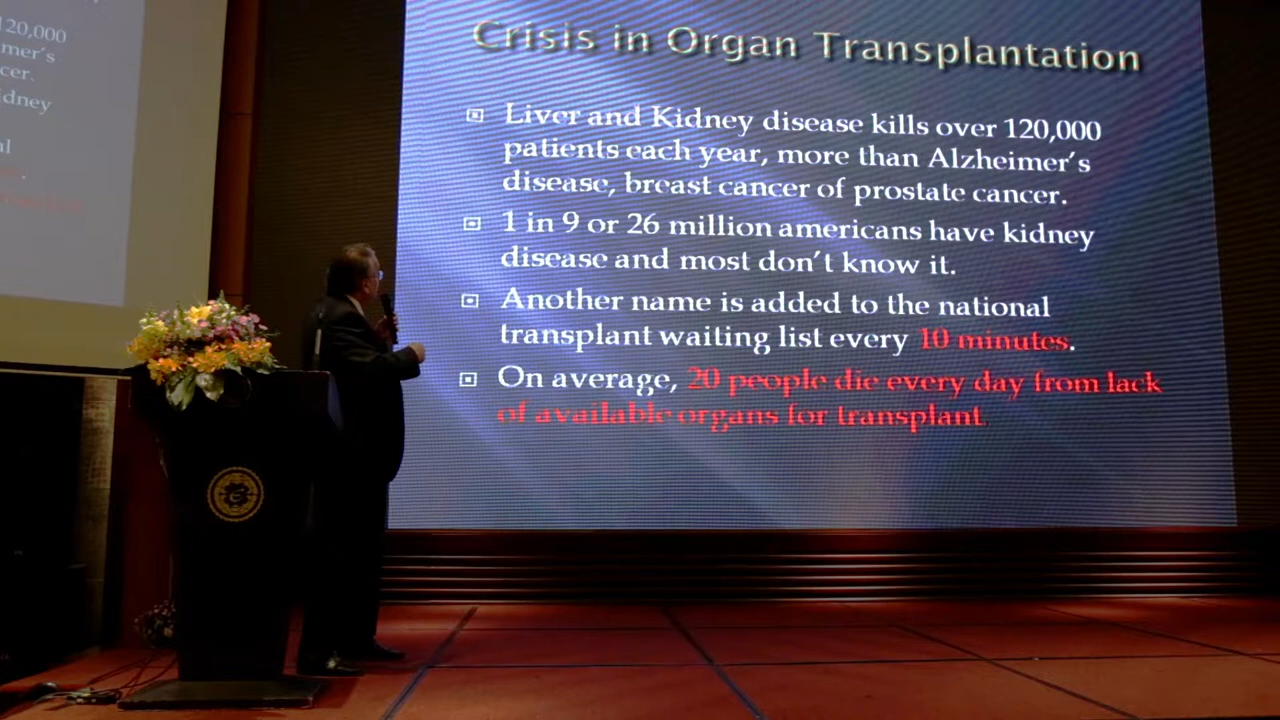 120,000
mer's
cer.
idney
al
Crisis in Organ Transplantation
Liver and Kidney disease kills over 120,000
patients each year, more than Alzheimer's
disease, breast cancer of prostate cancer.
1 in 9 or 26 million americans have kidney
disease and most don't know it.
Another name is added to the national
transplant waiting list every 10 minutes.
On average, 20 people die every day from lack
of available organs for transplant.